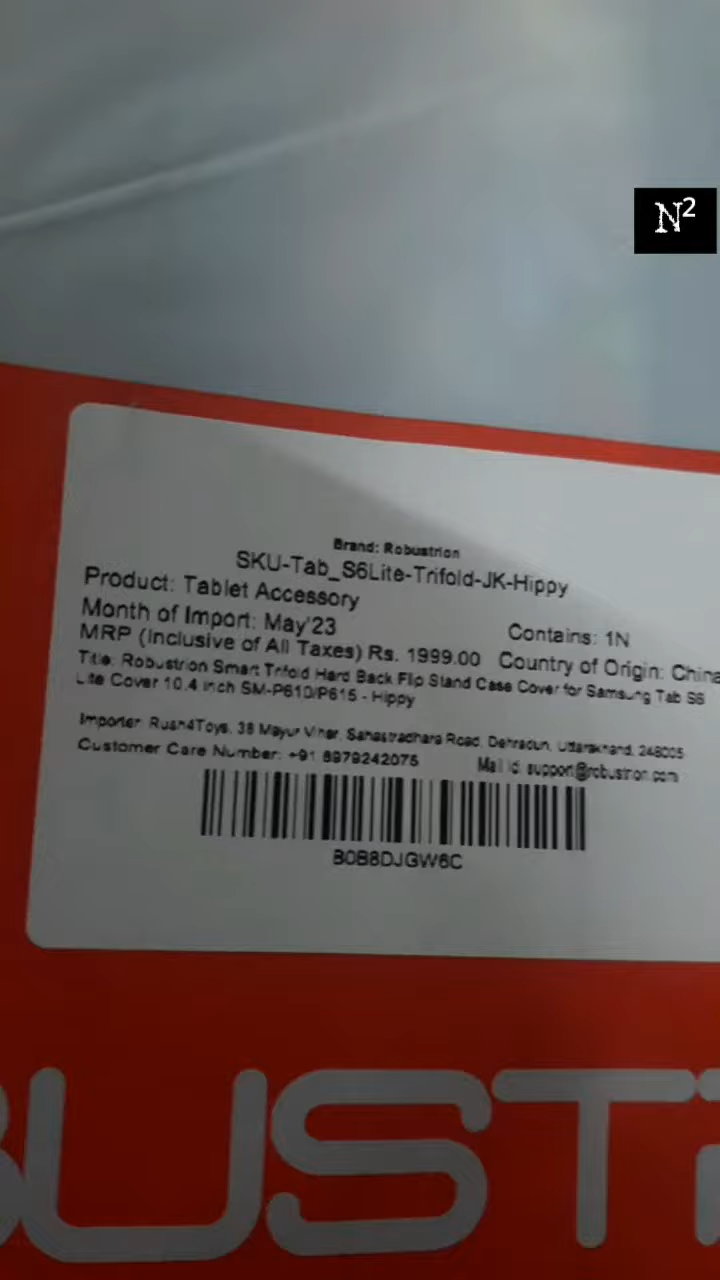 N²
Brand: Robustrion
SKU-Tab_S6Lite-Trifold-JK-Hippy
Product: Tablet Accessory
Month of Import: May'23 Contains: 1N
MRP (Inclusive of All Taxes) Rs. 1999.00 Country of Origin: China
Title: Robustrion Smart Trifold Hard Back Flip Stand Case Cover for Samsung Tab S6
Lite Cover 10.4 inch SM-P610/P615 - Hippy
Importer: Rush4Toys, 38 Mayur Vihar, Sahastradhara Road, Dehradun, Uttarakhand, 248005
Customer Care Number: +91 8979242075 Mail id: support@robustrion.com
B0B8DJGW6C
UST